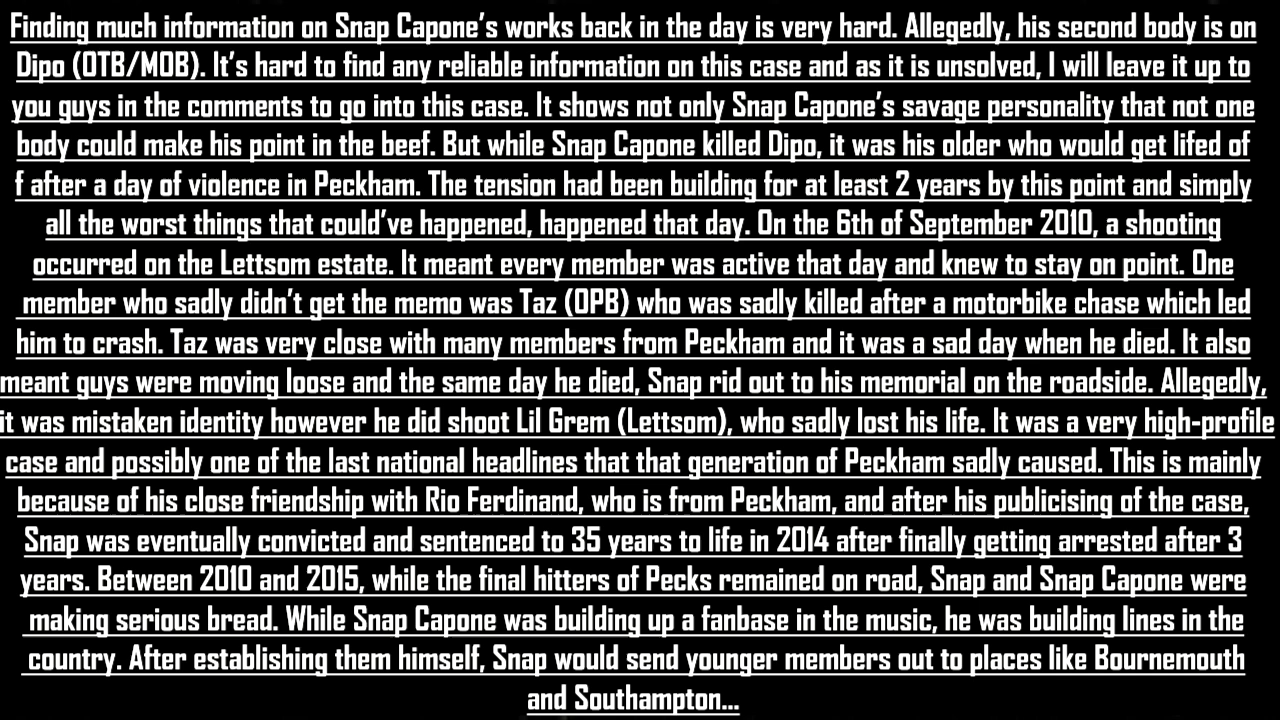 Finding much information on Snap Capone's works back in the day is very hard. Allegedly, his second body is on
Dipo (OTB/MOB). It's hard to find any reliable information on this case and as it is unsolved, I will leave it up to
you guys in the comments to go into this case. It shows not only Snap Capone's savage personality that not one
body could make his point in the beef. But while Snap Capone killed Dipo, it was his older who would get lifed of
f after a day of violence in Peckham. The tension had been building for at least 2 years by this point and simply
all the worst things that could've happened, happened that day. On the 6th of September 2010, a shooting
occurred on the Lettsom estate. It meant every member was active that day and knew to stay on point. One
member who sadly didn't get the memo was Taz (OPB) who was sadly killed after a motorbike chase which led
him to crash. Taz was very close with many members from Peckham and it was a sad day when he died. It also
meant guys were moving loose and the same day he died, Snap rid out to his memorial on the roadside. Allegedly,
it was mistaken identity however he did shoot Lil Grem (Lettsom), who sadly lost his life. It was a very high-profile
case and possibly one of the last national headlines that that generation of Peckham sadly caused. This is mainly
because of his close friendship with Rio Ferdinand, who is from Peckham, and after his publicising of the case,
Snap was eventually convicted and sentenced to 35 years to life in 2014 after finally getting arrested after 3
years. Between 2010 and 2015, while the final hitters of Pecks remained on road, Snap and Snap Capone were
making serious bread. While Snap Capone was building up a fanbase in the music, he was building lines in the
country. After establishing them himself, Snap would send younger members out to places like Bournemouth
and Southampton...